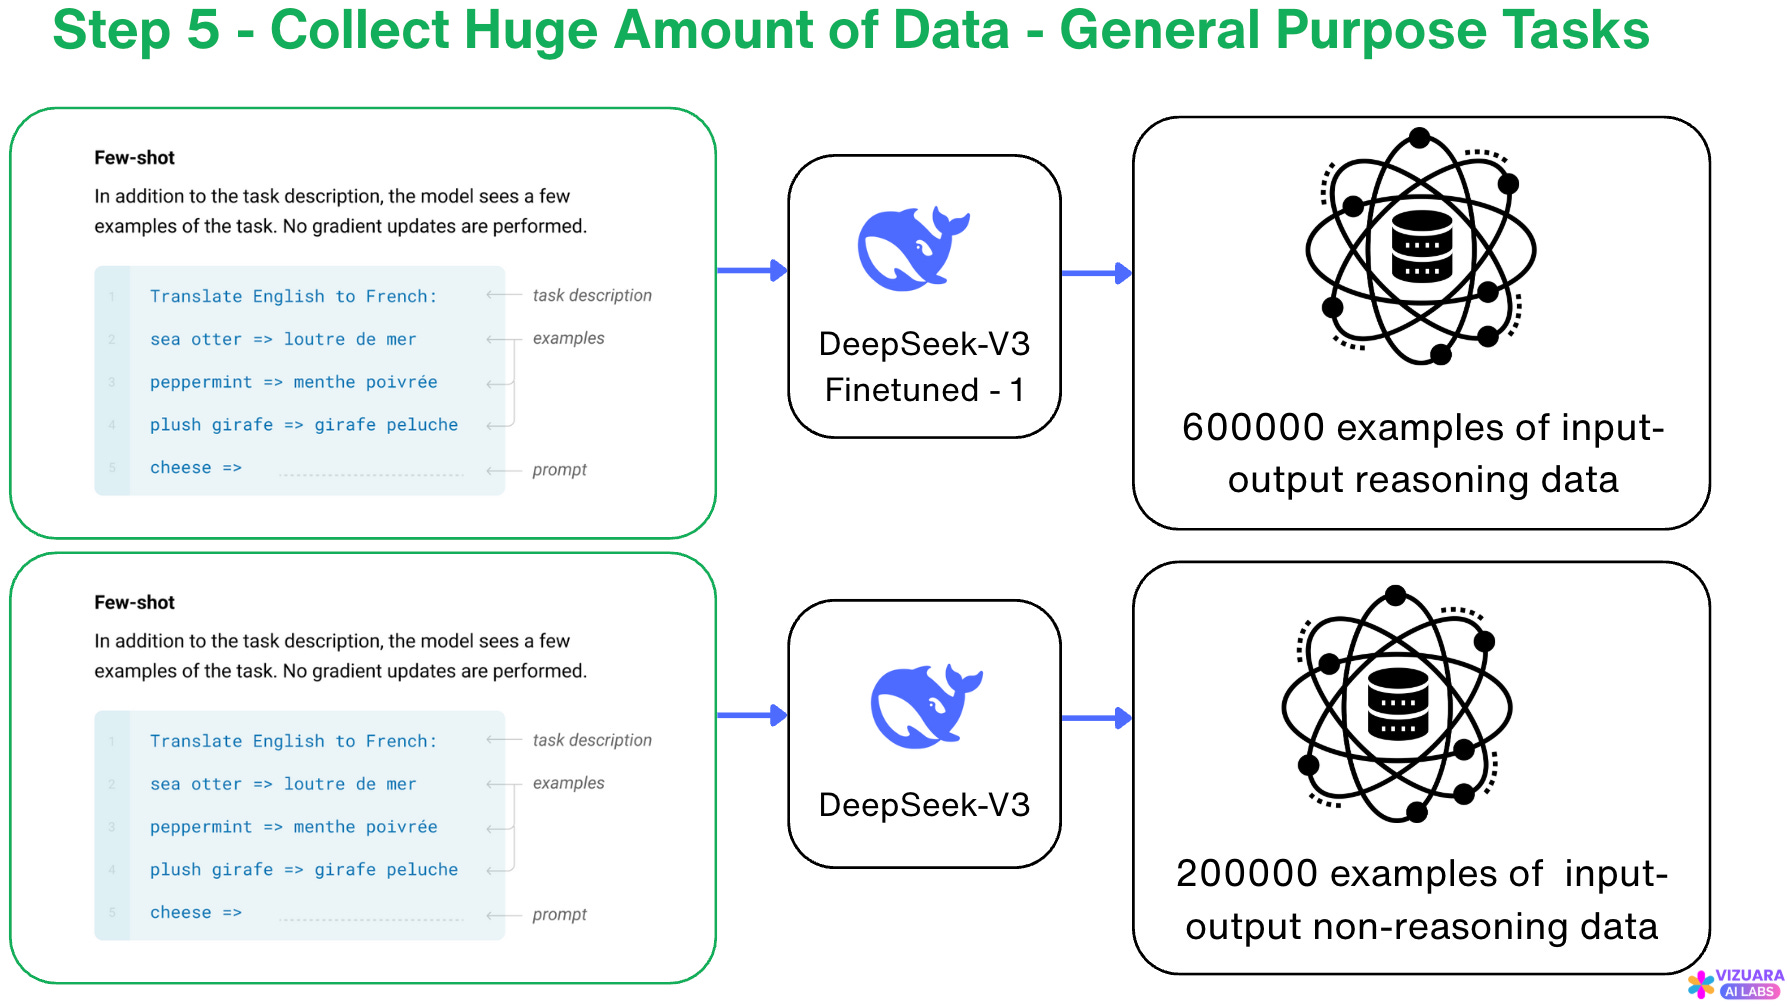 Step 5 - Collect Huge Amount of Data - General Purpose Tasks
Few-shot
In addition to the task description, the model sees a few
examples of the task. No gradient updates are performed.
1 Translate English to French: task description
2 sea otter => loutre de mer examples
3 peppermint => menthe poivrée
4 plush girafe => girafe peluche
5 cheese => prompt
DeepSeek-V3
Finetuned - 1
600000 examples of input-
output reasoning data
Few-shot
In addition to the task description, the model sees a few
examples of the task. No gradient updates are performed.
1 Translate English to French: task description
2 sea otter => loutre de mer examples
3 peppermint => menthe poivrée
4 plush girafe => girafe peluche
5 cheese => prompt
DeepSeek-V3
200000 examples of input-
output non-reasoning data
VIZUARA
AI LABS